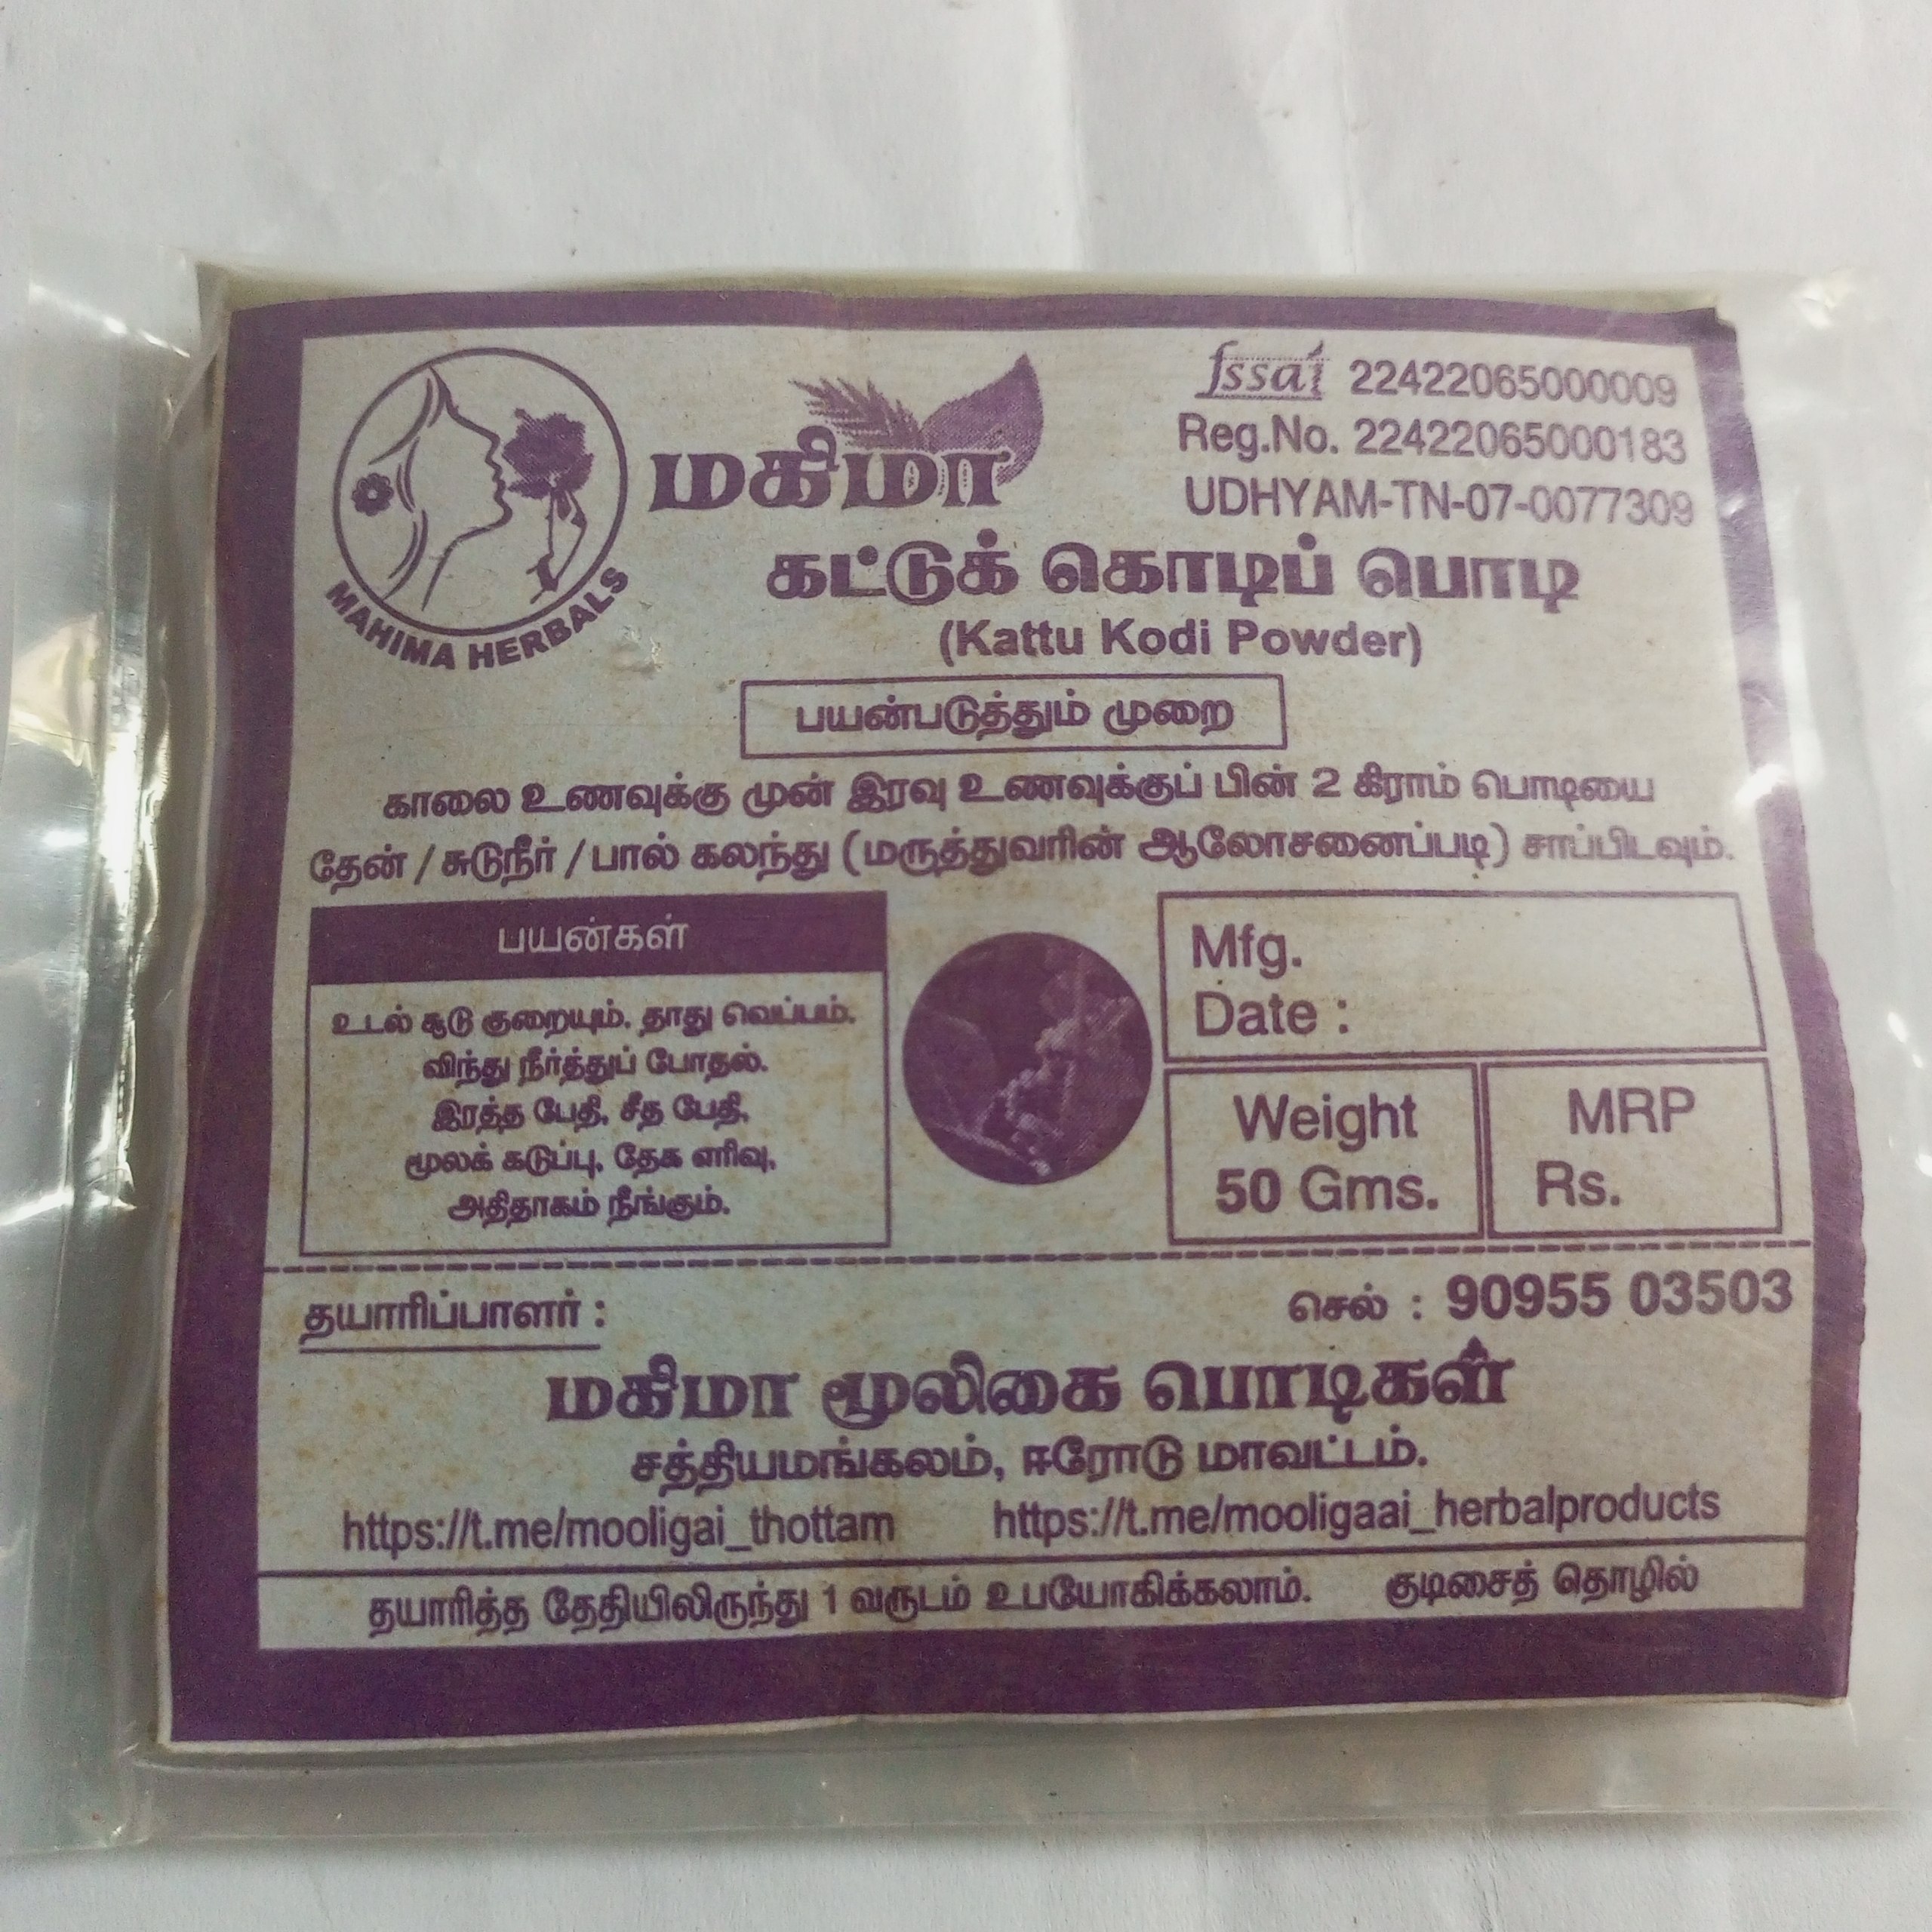 fssai 22422065000009
Reg.No. 22422065000183
UDHYAM-TN-07-0077309
MAHIMA HERBALS
மகிமா
கட்டுக் கொடிப் பொடி
(Kattu Kodi Powder)
பயன்படுத்தும் முறை
காலை உணவுக்கு முன் இரவு உணவுக்குப் பின் 2 கிராம் பொடியை
தேன் / சுடுநீர் / பால் கலந்து (மருத்துவரின் ஆலோசனைப்படி) சாப்பிடவும்.
பயன்கள்
உடல் சூடு குறையும். தாது வெப்பம்.
விந்து நீர்த்துப் போதல்.
இரத்த பேதி, சீத பேதி,
மூலக் கடுப்பு, தேக எரிவு,
அதிதாகம் நீங்கும்.
Mfg.
Date :
Weight
50 Gms.
MRP
Rs.
தயாரிப்பாளர் :
செல் : 90955 03503
மகிமா மூலிகை பொடிகள்
சத்தியமங்கலம், ஈரோடு மாவட்டம்.
https://t.me/mooligai_thottam https://t.me/mooligaai_herbalproducts
தயாரித்த தேதியிலிருந்து 1 வருடம் உபயோகிக்கலாம். குடிசைத் தொழில்